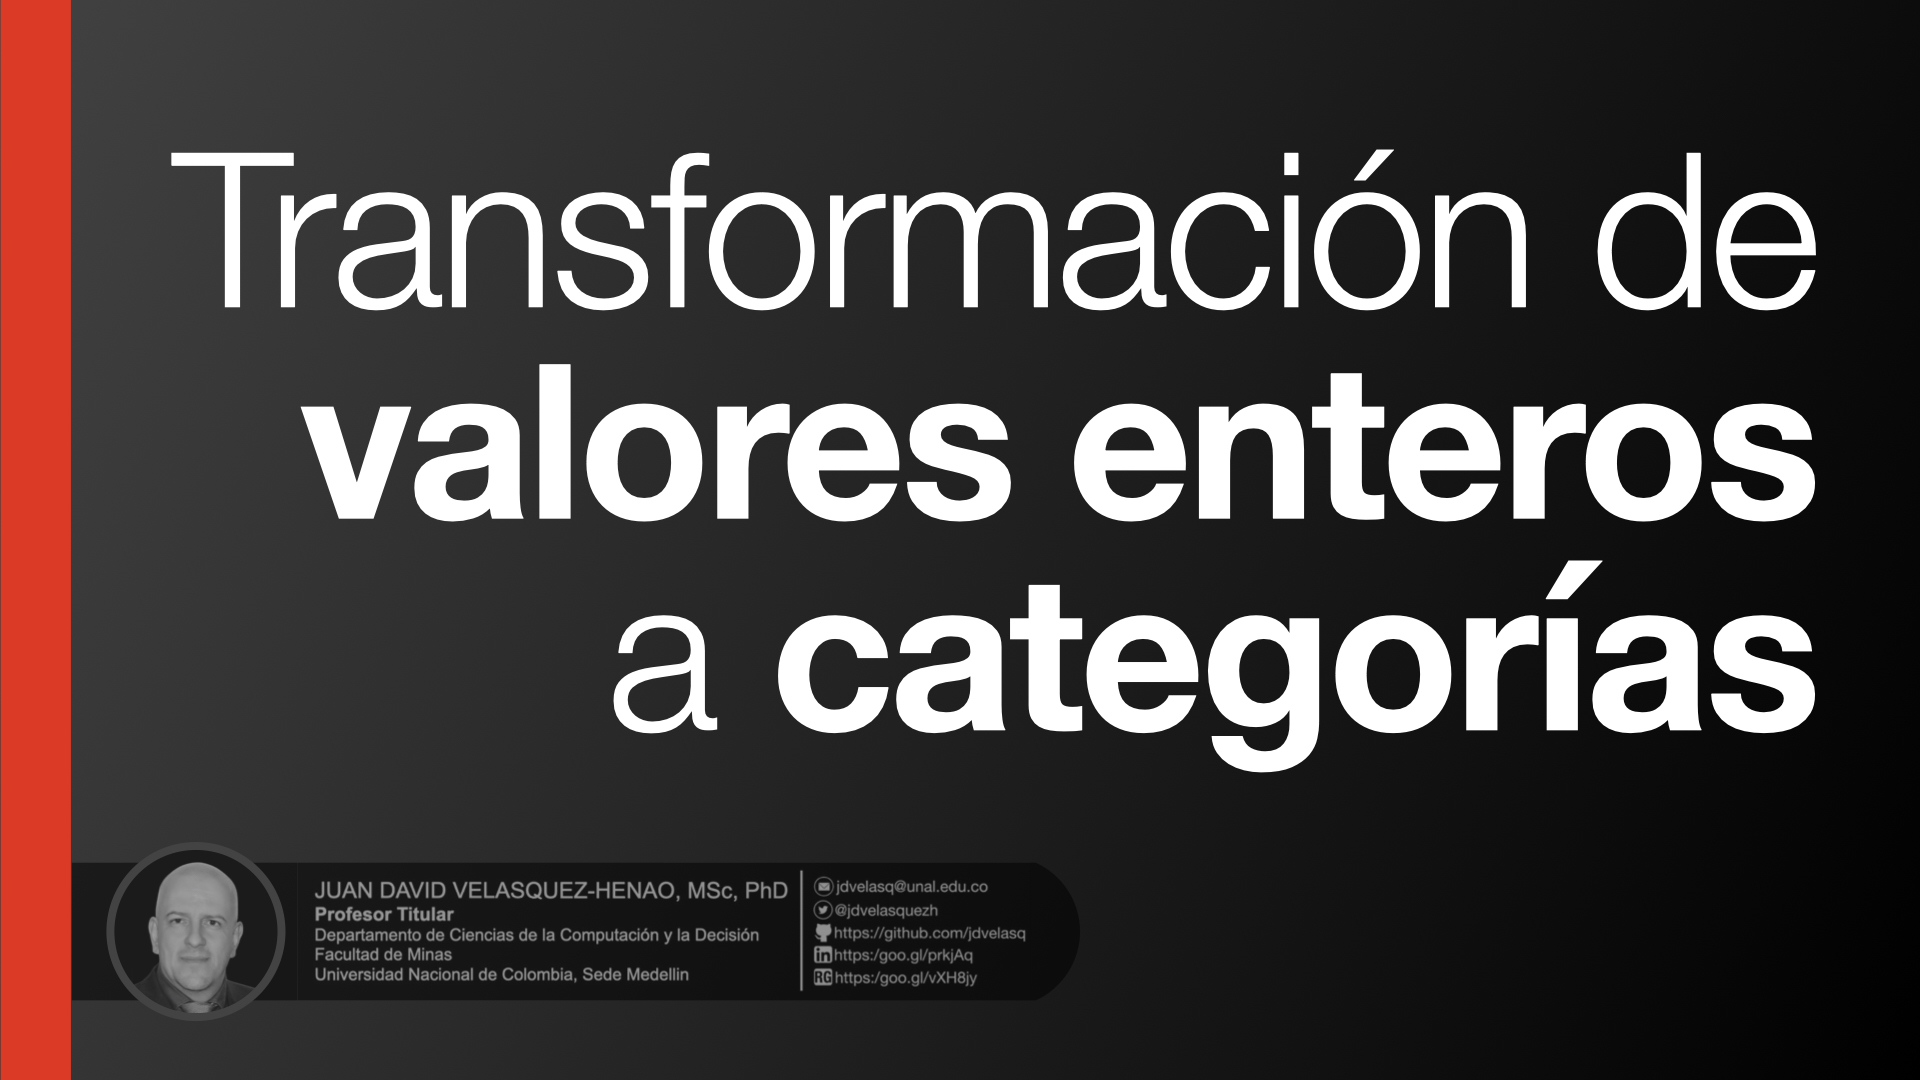 Transformación de
valores enteros
a categorías
JUAN DAVID VELASQUEZ-HENAO, MSc, PhD
Profesor Titular
Departamento de Ciencias de la Computación y la Decisión
Facultad de Minas
Universidad Nacional de Colombia, Sede Medellin
jdvelasq@unal.edu.co
@jdvelasquezh
https://github.com/jdvelasq
in https:/goo.gl/prkjAq
RG https:/goo.gl/vXH8jy